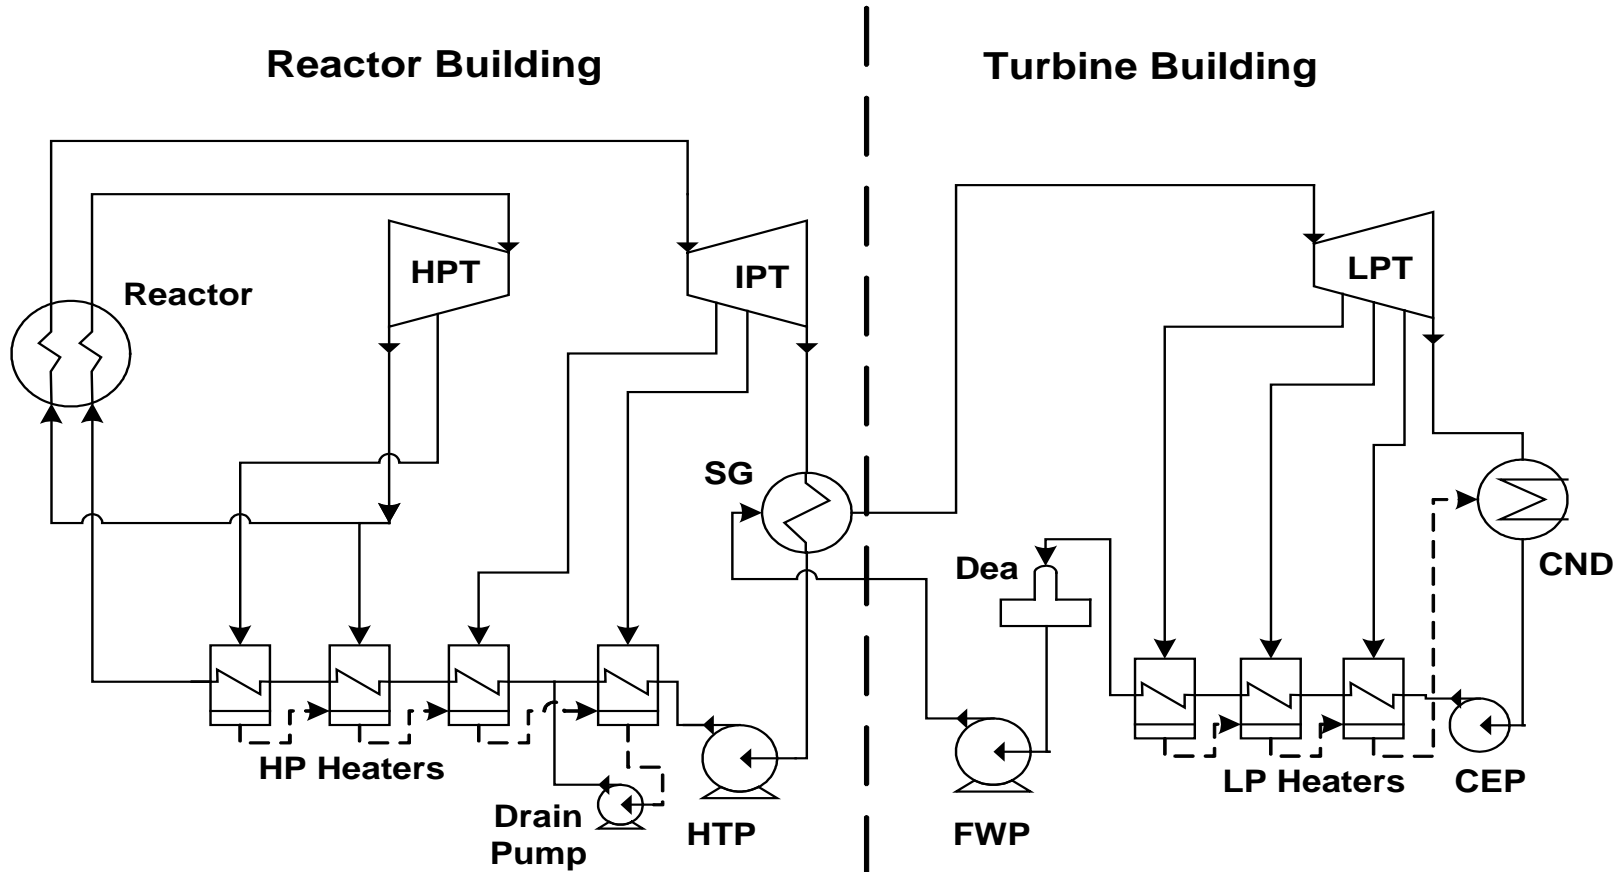 Reactor Building
Turbine Building
HPT
IPT
LPT
Reactor
SG
Dea
CND
HP Heaters
LP Heaters
CEP
Drain
Pump
HTP
FWP